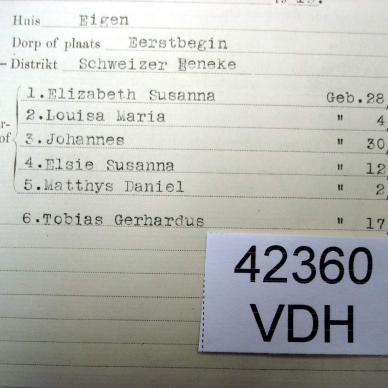 Huis Eigen
Dorp of plaats Eerstbegin
Distrikt Schweizer Reneke
1.Elizabeth Susanna Geb.28,
2.Louisa Maria " 4
3.Johannes " 30,
4.Elsie Susanna " 12
5.Matthys Daniel " 2,
6.Tobias Gerhardus " 17
42360
VDH